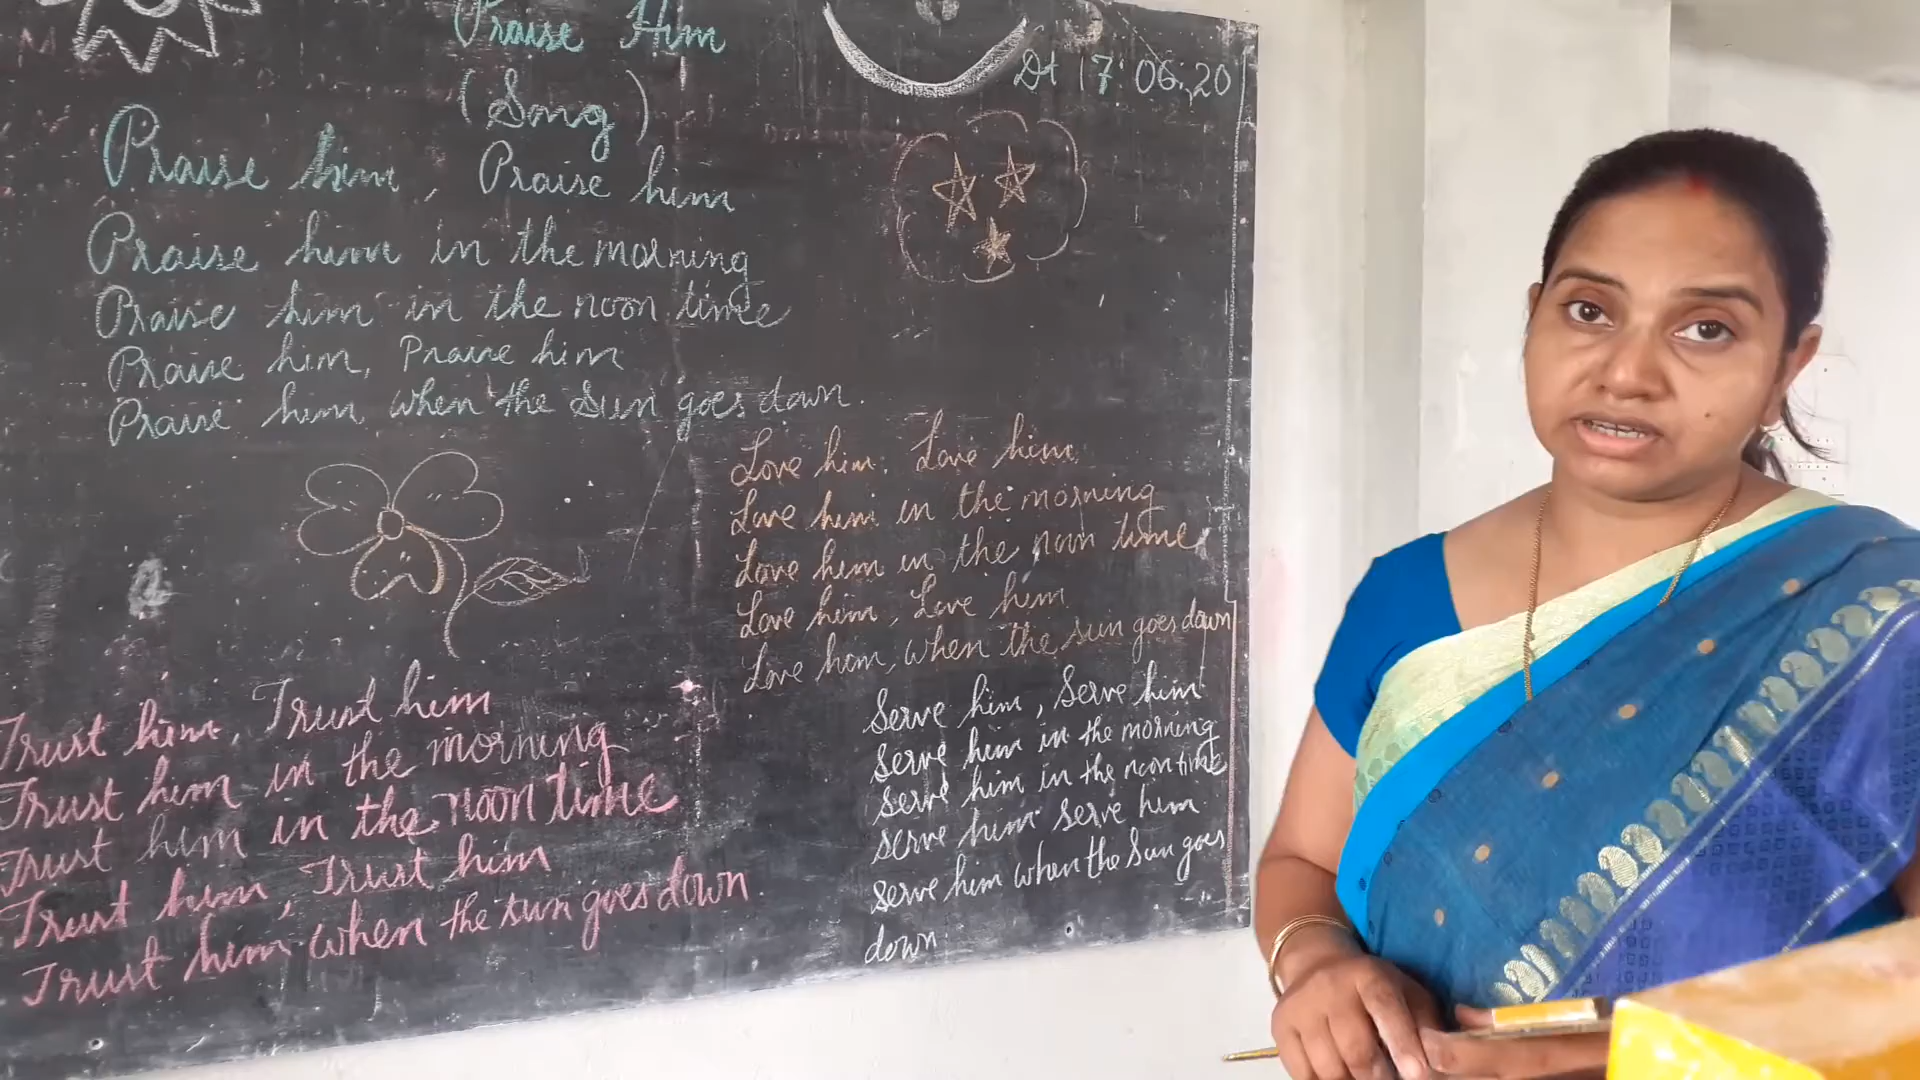 Praise Him
(Song)
Dt 17:06:20
Praise him, Praise him
Praise him in the morning
Praise him in the noon time
Praise him, Praise him
Praise him when the Sun goes down.
Love him, Love him
Love him in the morning
Love him in the noon time
Love him, Love him
Love him, when the sun goes down
Trust him, Trust him
Trust him in the morning
Trust him in the noon time
Trust him, Trust him
Trust him when the sun goes down.
Serve him, Serve him
Serve him in the morning
Serve him in the noon time
serve him serve him
serve him when the Sun goes
down